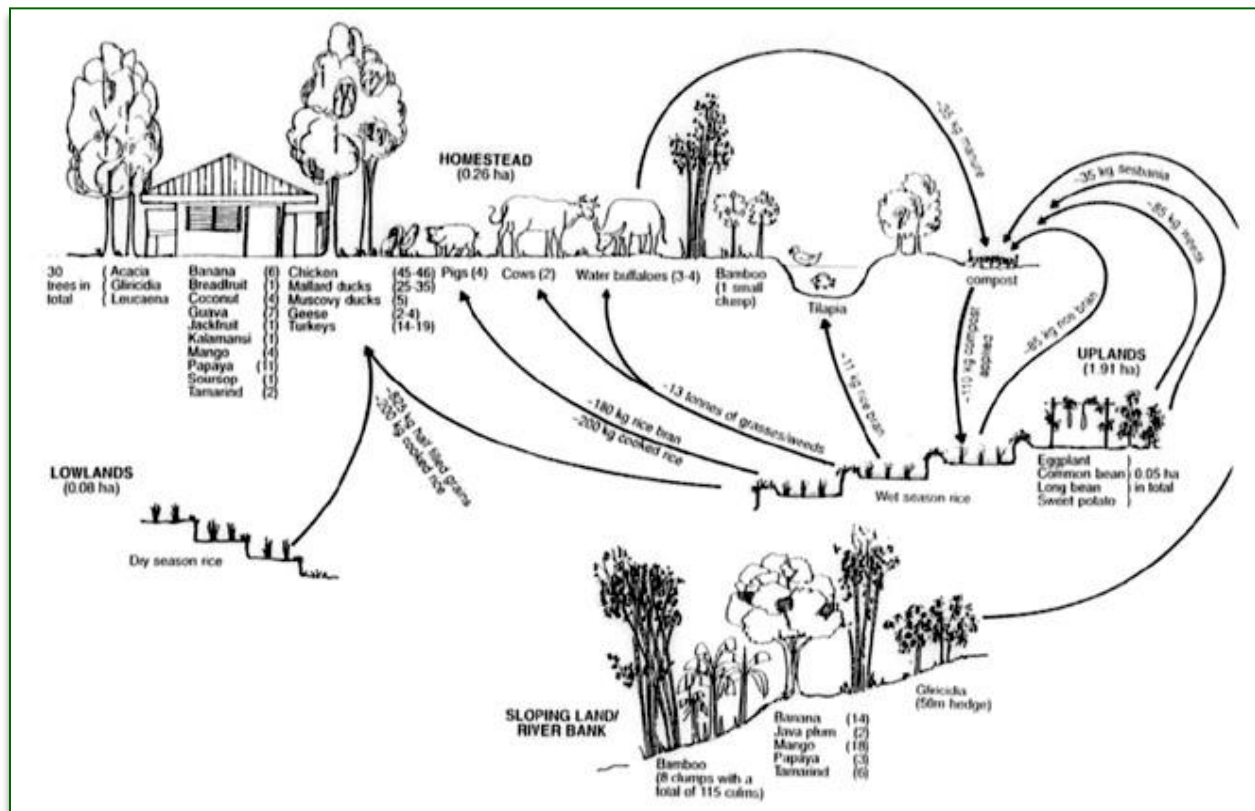 HOMESTEAD
(0.26 ha)
30
trees in
total
Acacia
Gliricidia
Leucaena
Banana (6)
Breadfruit (1)
Coconut (4)
Guava (7)
Jackfruit (1)
Kalamansi (1)
Mango (4)
Papaya (11)
Soursop (1)
Tamarind (2)
Chicken (45-46)
Mallard ducks (25-35)
Muscovy ducks (5)
Geese (2-4)
Turkeys (14-19)
Pigs (4)
Cows (2)
Water buffaloes (3-4)
Bamboo
(1 small
clump)
Tilapia
compost
~35 kg manure
~35 kg sesbania
~85 kg weeds
~85 kg rice bran
~110 kg compost
applied
~11 kg rice bran
~13 tonnes of grasses/weeds
~180 kg rice bran
~200 kg cooked rice
~825 kg half filled grains
~200 kg cooked rice
UPLANDS
(1.91 ha)
Eggplant
Common bean
Long bean
Sweet potato
0.05 ha
in total
Wet season rice
LOWLANDS
(0.08 ha)
Dry season rice
SLOPING LAND/
RIVER BANK
Bamboo
(8 clumps with a
total of 115 culms)
Banana (14)
Java plum (2)
Mango (18)
Papaya (3)
Tamarind (6)
Gliricidia
(50m hedge)